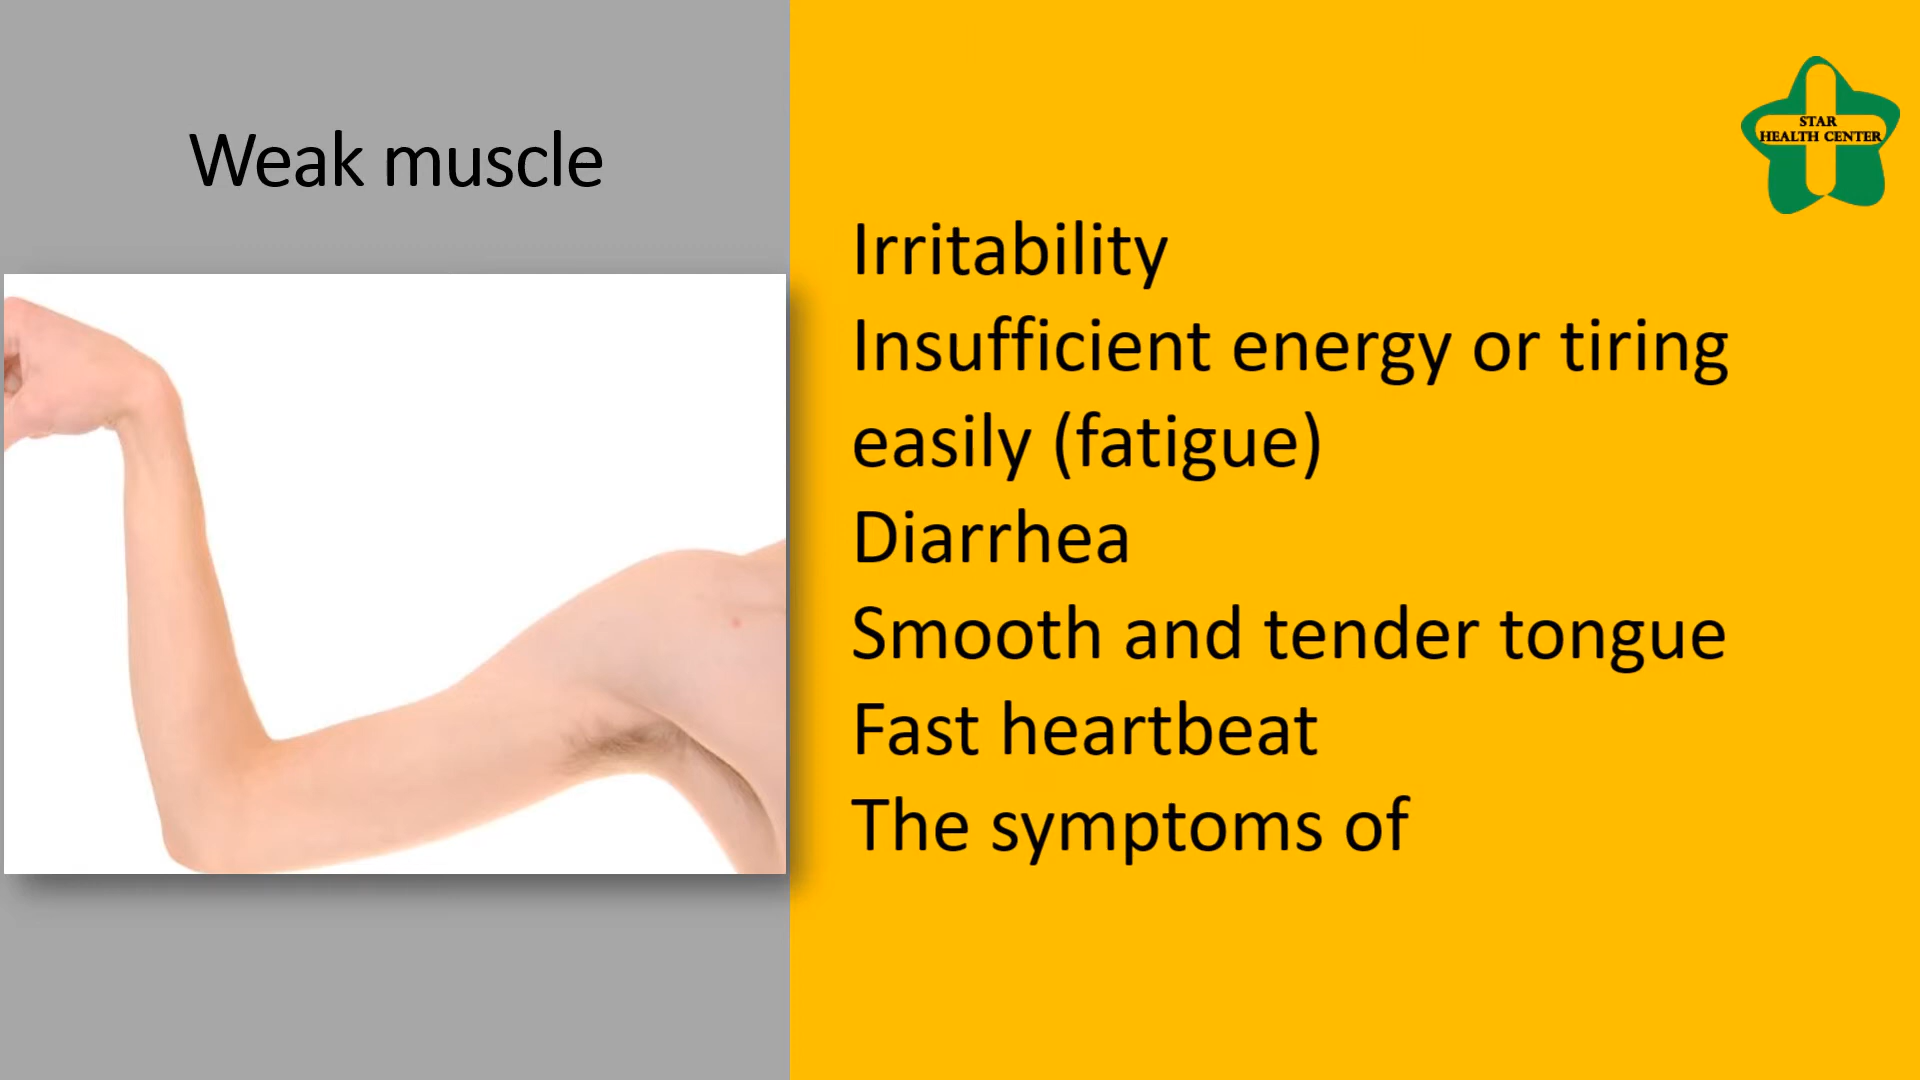 Weak muscle
STAR
HEALTH CENTER
Irritability
Insufficient energy or tiring
easily (fatigue)
Diarrhea
Smooth and tender tongue
Fast heartbeat
The symptoms of